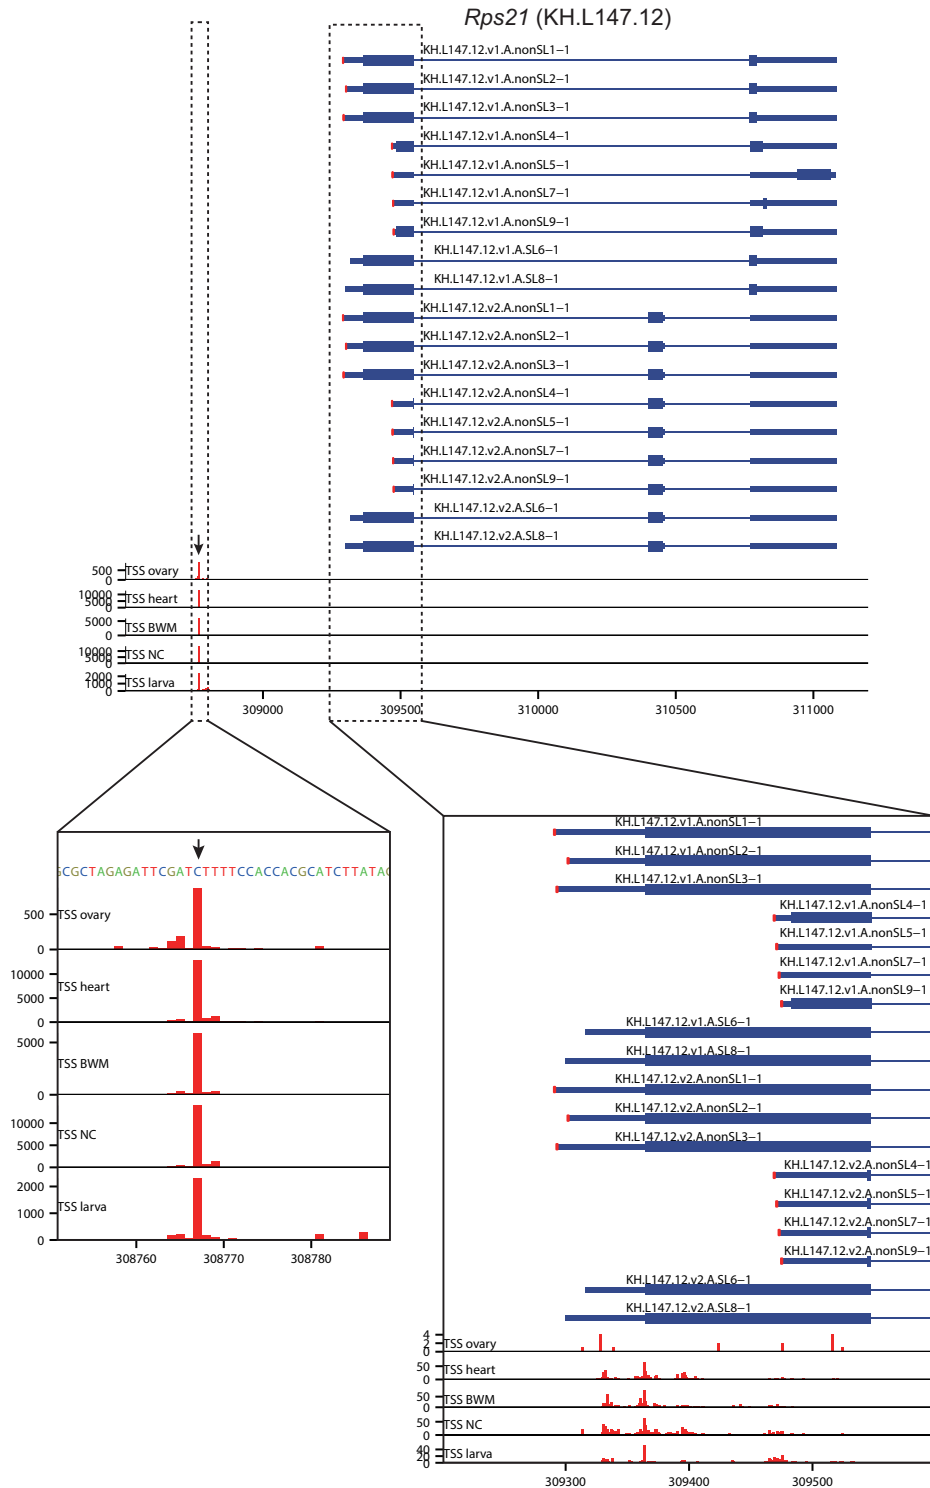 Rps21 (KH.L147.12)
KH.L147.12.v1.A.nonSL1−1
KH.L147.12.v1.A.nonSL2−1
KH.L147.12.v1.A.nonSL3−1
KH.L147.12.v1.A.nonSL4−1
KH.L147.12.v1.A.nonSL5−1
KH.L147.12.v1.A.nonSL7−1
KH.L147.12.v1.A.nonSL9−1
KH.L147.12.v1.A.SL6−1
KH.L147.12.v1.A.SL8−1
KH.L147.12.v2.A.nonSL1−1
KH.L147.12.v2.A.nonSL2−1
KH.L147.12.v2.A.nonSL3−1
KH.L147.12.v2.A.nonSL4−1
KH.L147.12.v2.A.nonSL5−1
KH.L147.12.v2.A.nonSL7−1
KH.L147.12.v2.A.nonSL9−1
KH.L147.12.v2.A.SL6−1
KH.L147.12.v2.A.SL8−1
500 TSS ovary
0
10000 TSS heart
5000
0
5000 TSS BWM
0
10000 TSS NC
5000
0
2000 TSS larva
1000
0
309000 309500 310000 310500 311000
GCGCTAGAGATTCGATCTTTTCCACCACGCATCTTATAG
500 TSS ovary
0
10000 TSS heart
5000
0
5000 TSS BWM
0
10000 TSS NC
5000
0
2000 TSS larva
1000
0
308760 308770 308780
KH.L147.12.v1.A.nonSL1−1
KH.L147.12.v1.A.nonSL2−1
KH.L147.12.v1.A.nonSL3−1
KH.L147.12.v1.A.nonSL4−1
KH.L147.12.v1.A.nonSL5−1
KH.L147.12.v1.A.nonSL7−1
KH.L147.12.v1.A.nonSL9−1
KH.L147.12.v1.A.SL6−1
KH.L147.12.v1.A.SL8−1
KH.L147.12.v2.A.nonSL1−1
KH.L147.12.v2.A.nonSL2−1
KH.L147.12.v2.A.nonSL3−1
KH.L147.12.v2.A.nonSL4−1
KH.L147.12.v2.A.nonSL5−1
KH.L147.12.v2.A.nonSL7−1
KH.L147.12.v2.A.nonSL9−1
KH.L147.12.v2.A.SL6−1
KH.L147.12.v2.A.SL8−1
4
2 TSS ovary
0
50 TSS heart
0
50 TSS BWM
0
50 TSS NC
0
40 TSS larva
20
0
309300 309400 309500